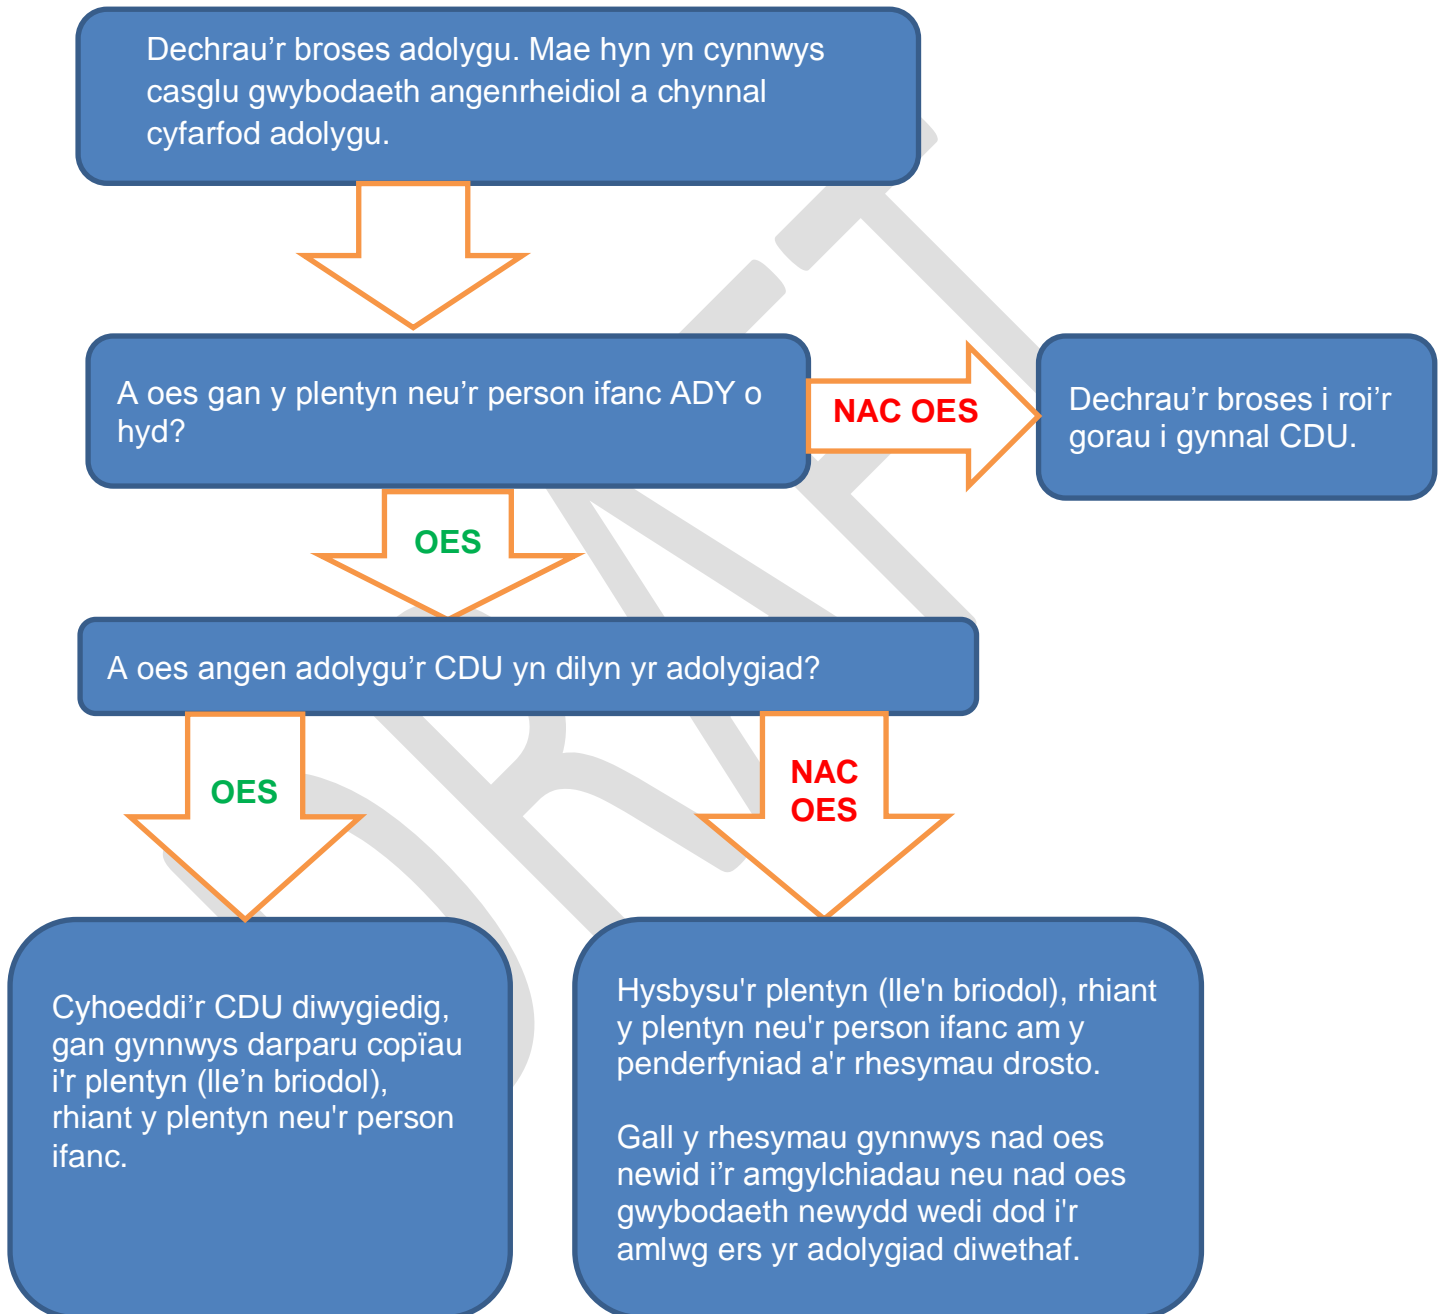 Dechrau’r broses adolygu. Mae hyn yn cynnwys
casglu gwybodaeth angenrheidiol a chynnal
cyfarfod adolygu.
A oes gan y plentyn neu’r person ifanc ADY o
hyd?
NAC OES
Dechrau’r broses i roi’r
gorau i gynnal CDU.
OES
A oes angen adolygu’r CDU yn dilyn yr adolygiad?
OES
NAC
OES
Cyhoeddi’r CDU diwygiedig,
gan gynnwys darparu copïau
i'r plentyn (lle’n briodol),
rhiant y plentyn neu'r person
ifanc.
Hysbysu'r plentyn (lle'n briodol), rhiant
y plentyn neu'r person ifanc am y
penderfyniad a'r rhesymau drosto.
Gall y rhesymau gynnwys nad oes
newid i’r amgylchiadau neu nad oes
gwybodaeth newydd wedi dod i'r
amlwg ers yr adolygiad diwethaf.
DRAFT